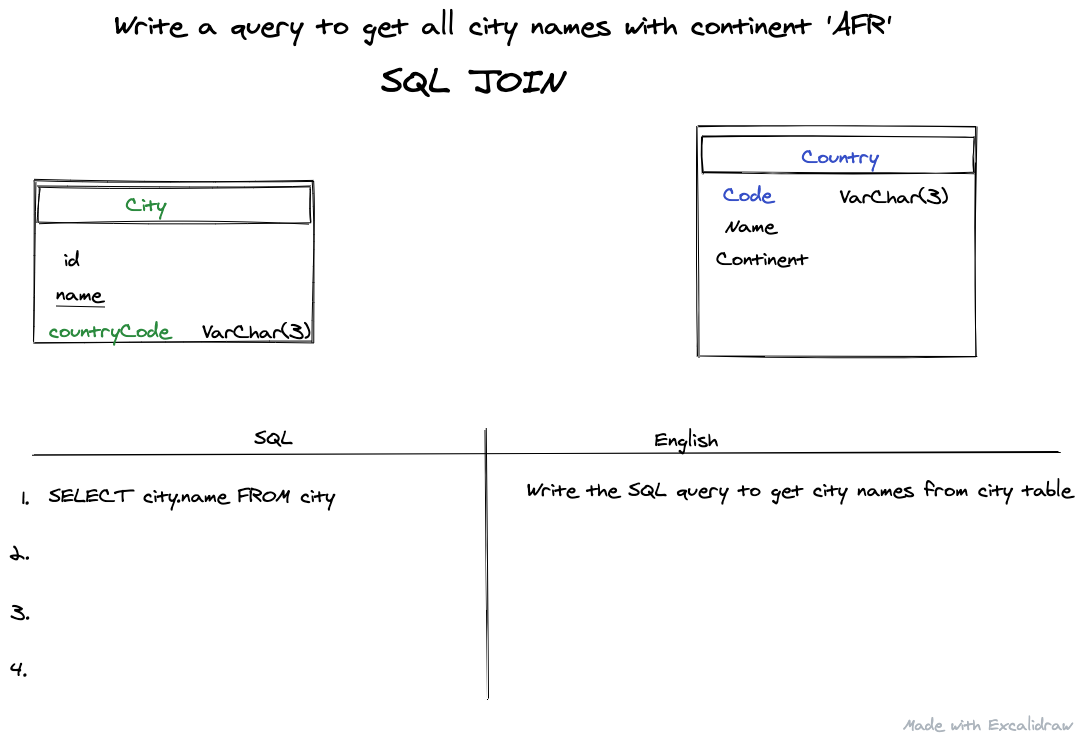 Write a query to get all city names with continent 'AFR'
SQL JOIN
City
id
name
countryCode VarChar(3)
Country
Code VarChar(3)
Name
Continent
SQL English
1. SELECT city.name FROM city Write the SQL query to get city names from city table
2.
3.
4.
Made with Excalidraw